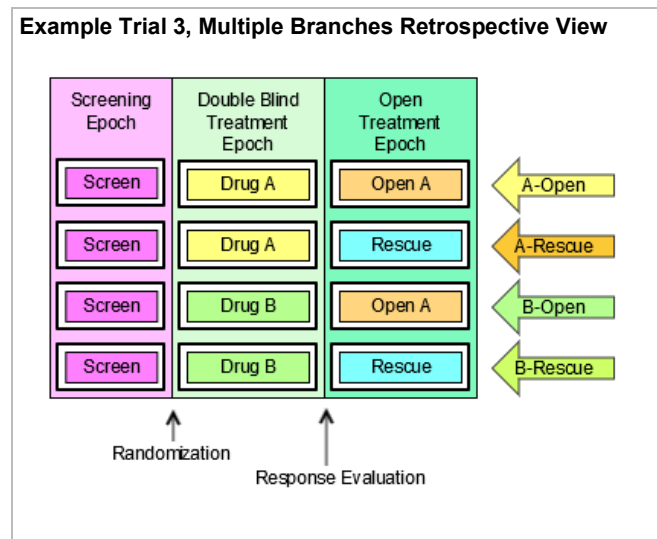 Example Trial 3, Multiple Branches Retrospective View
Screening
Epoch
Double Blind
Treatment
Epoch
Open
Treatment
Epoch
Screen
Drug A
Open A
A-Open
Screen
Drug A
Rescue
A-Rescue
Screen
Drug B
Open A
B-Open
Screen
Drug B
Rescue
B-Rescue
Randomization
Response Evaluation